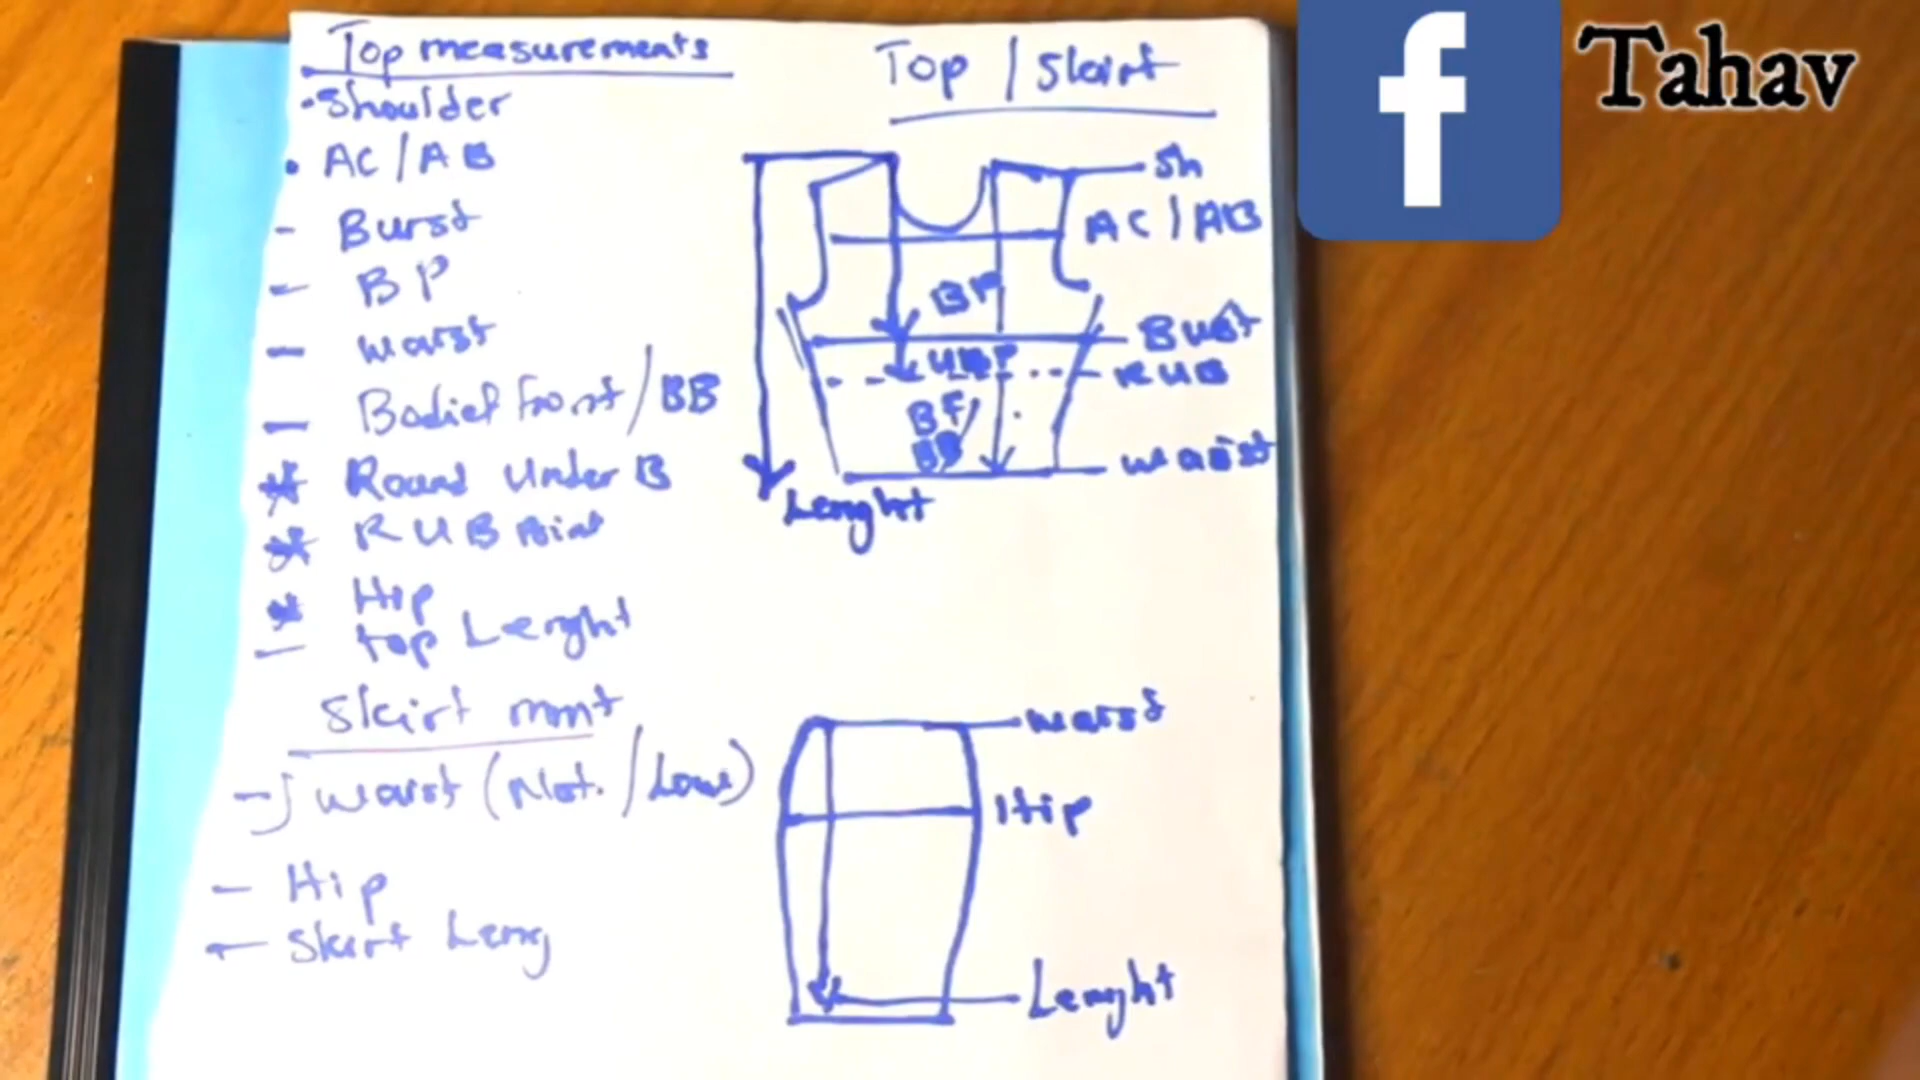 Top measurements
• Shoulder
• AC / AB
- Burst
- BP
- Waist
- Bodief front / BB
* Round Under B
* RUB Point
* Hip
- top Lenght
Skirt mmt
- waist (Nat. / Low)
- Hip
- Skirt Leng
Top / Skirt
Sh
AC / AB
BP
Bust
UBP
RUB
BF /
BB
Waist
Lenght
Waist
Hip
Lenght
f
Tahav